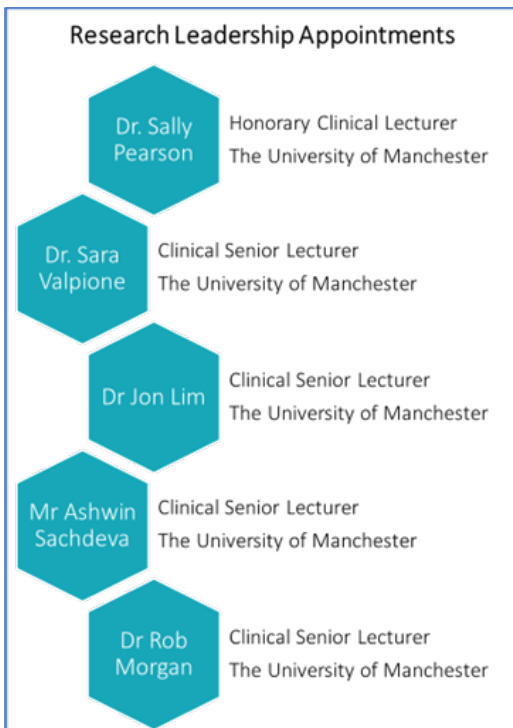 Research Leadership Appointments
Dr. Sally
Pearson
Honorary Clinical Lecturer
The University of Manchester
Dr. Sara
Valpione
Clinical Senior Lecturer
The University of Manchester
Dr Jon Lim
Clinical Senior Lecturer
The University of Manchester
Mr Ashwin
Sachdeva
Clinical Senior Lecturer
The University of Manchester
Dr Rob
Morgan
Clinical Senior Lecturer
The University of Manchester